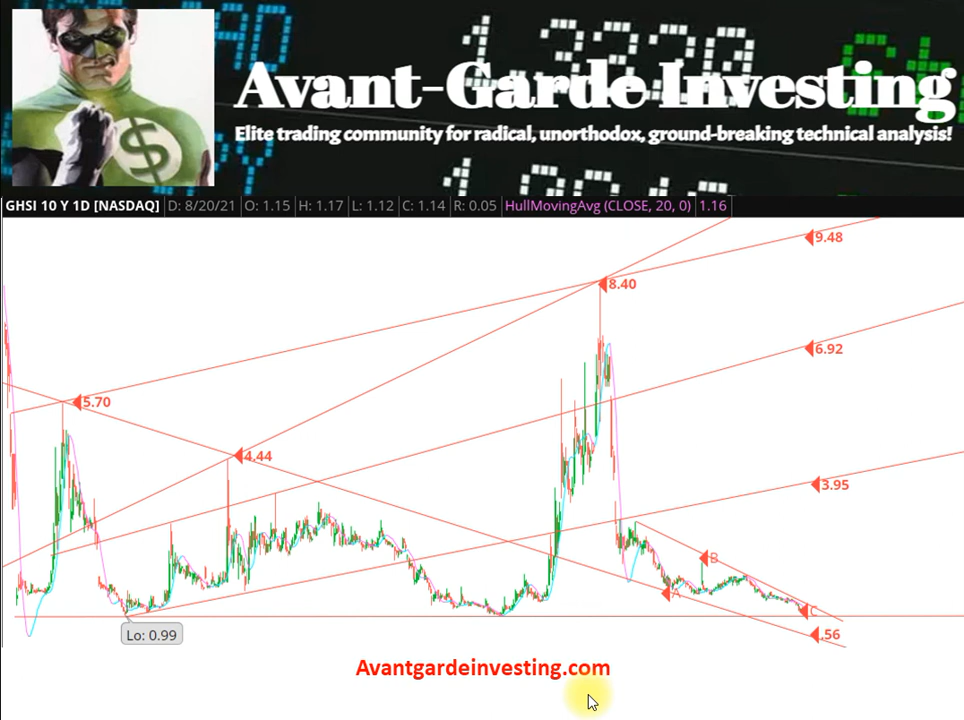 Avant-Garde Investing
Elite trading community for radical, unorthodox, ground-breaking technical analysis!
$
GHSI 10 Y 1D [NASDAQ] D: 8/20/21 O: 1.15 H: 1.17 L: 1.12 C: 1.14 R: 0.05 HullMovingAvg (CLOSE, 20, 0) 1.16
9.48
8.40
6.92
5.70
4.44
3.95
B
A
C
Lo: 0.99
.56
Avantgardeinvesting.com